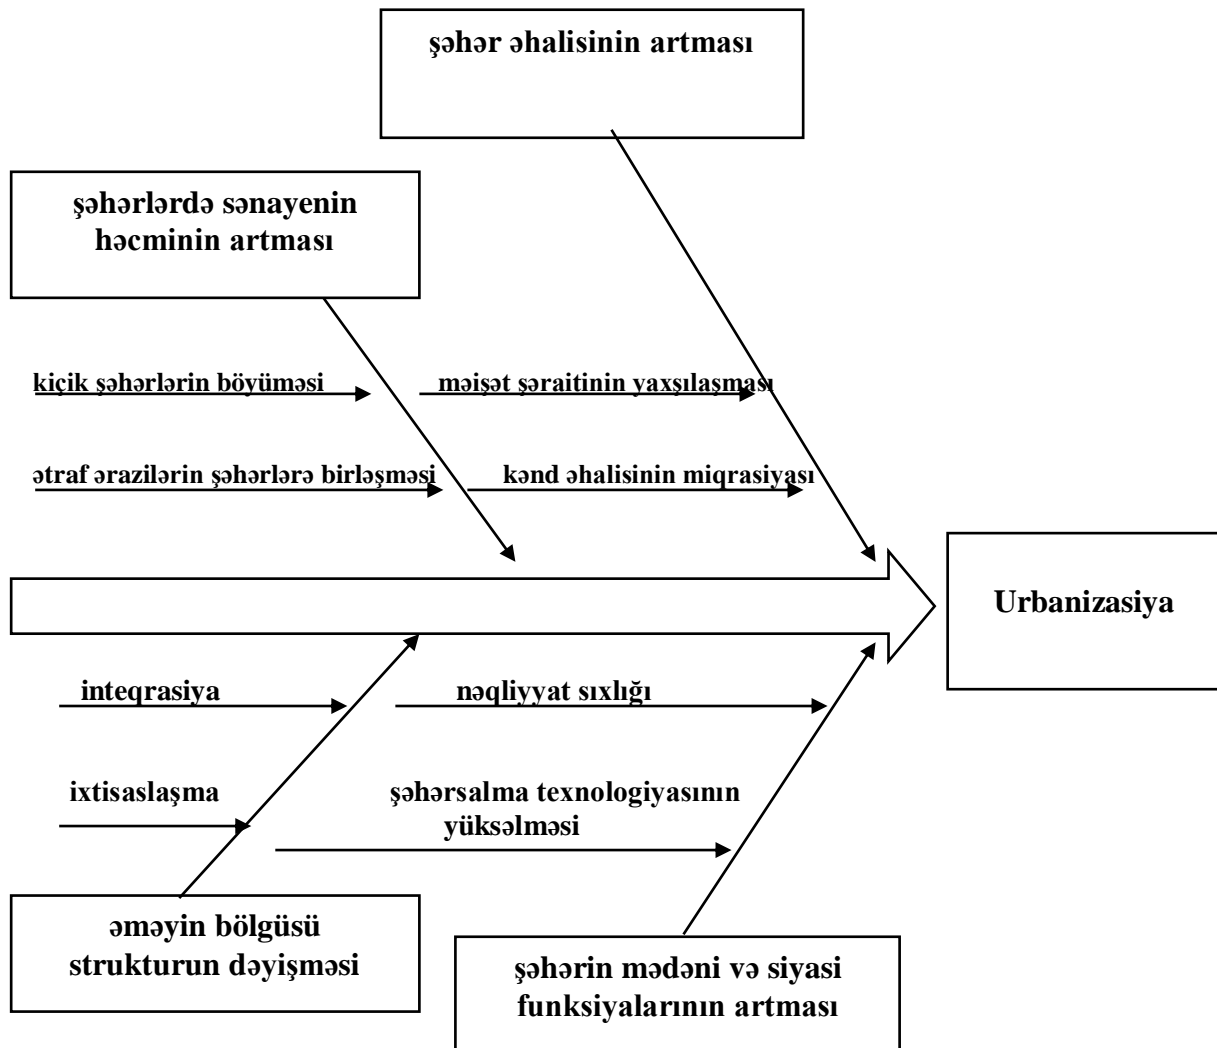 şəhər əhalisinin artması
şəhərlərdə sənayenin
həcminin artması
kiçik şəhərlərin böyüməsi
məişət şəraitinin yaxşılaşması
ətraf ərazilərin şəhərlərə birləşməsi
kənd əhalisinin miqrasiyası
Urbanizasiya
inteqrasiya
nəqliyyat sıxlığı
ixtisaslaşma
şəhərsalma texnologiyasının
yüksəlməsi
əməyin bölgüsü
strukturun dəyişməsi
şəhərin mədəni və siyasi
funksiyalarının artması